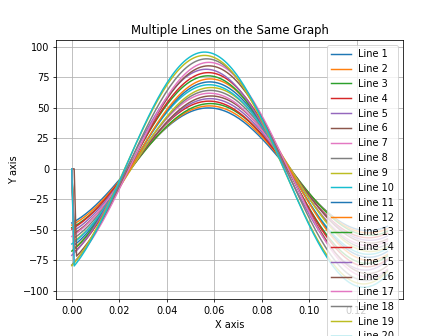 Multiple Lines on the Same Graph
Y axis
100
75
50
25
0
−25
−50
−75
−100
0.00
0.02
0.04
0.06
0.08
0.10
X axis
Line 1
Line 2
Line 3
Line 4
Line 5
Line 6
Line 7
Line 8
Line 9
Line 10
Line 11
Line 12
Line 13
Line 14
Line 15
Line 16
Line 17
Line 18
Line 19
Line 20